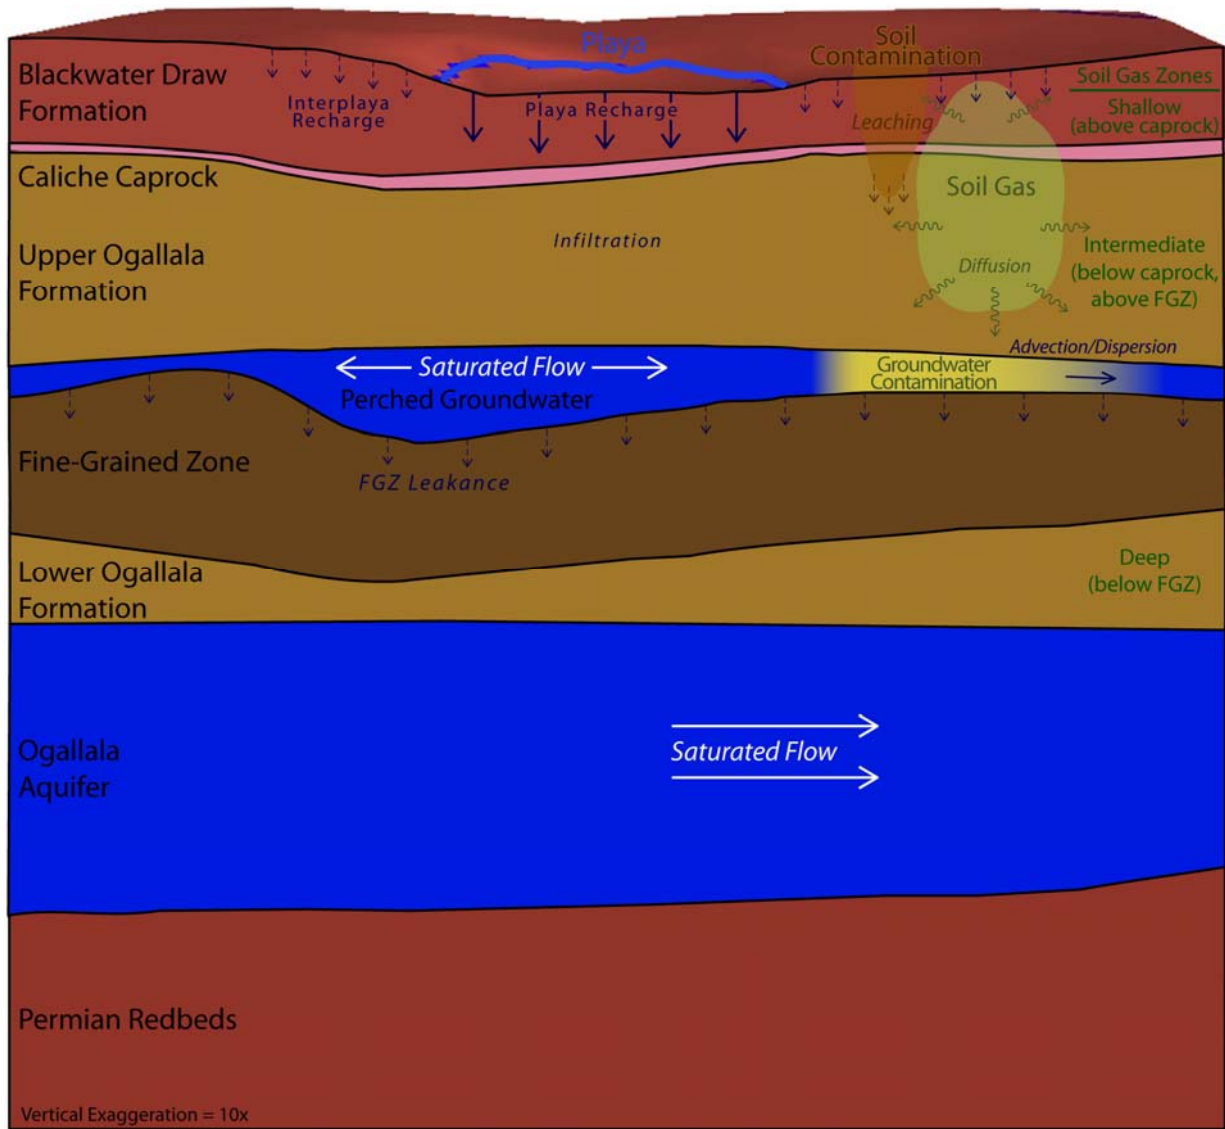 Playa
Soil
Contamination
Blackwater Draw
Formation
Interplaya
Recharge
Playa Recharge
Leaching
Soil Gas Zones
Shallow
(above caprock)
Caliche Caprock
Soil Gas
Upper Ogallala
Formation
Infiltration
Diffusion
Intermediate
(below caprock,
above FGZ)
Saturated Flow
Perched Groundwater
Advection/Dispersion
Groundwater
Contamination
Fine-Grained Zone
FGZ Leakance
Lower Ogallala
Formation
Deep
(below FGZ)
Ogallala
Aquifer
Saturated Flow
Permian Redbeds
Vertical Exaggeration = 10x